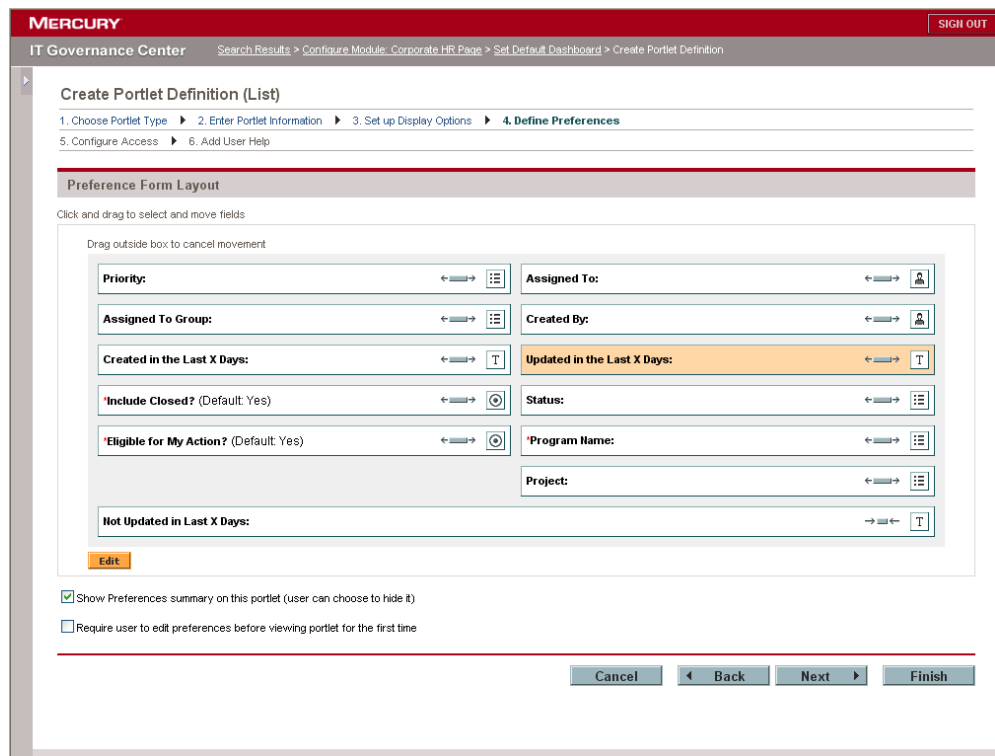 MERCURY
SIGN OUT
IT Governance Center
Search Results > Configure Module: Corporate HR Page > Set Default Dashboard > Create Portlet Definition
Create Portlet Definition (List)
1. Choose Portlet Type 2. Enter Portlet Information 3. Set up Display Options 4. Define Preferences
5. Configure Access 6. Add User Help
Preference Form Layout
Click and drag to select and move fields
Drag outside box to cancel movement
Priority:
Assigned To:
Assigned To Group:
Created By:
Created in the Last X Days: T
Updated in the Last X Days: T
*Include Closed? (Default: Yes)
Status:
*Eligible for My Action? (Default: Yes)
*Program Name:
Project:
Not Updated in Last X Days: T
Edit
Show Preferences summary on this portlet (user can choose to hide it)
Require user to edit preferences before viewing portlet for the first time
Cancel Back Next Finish